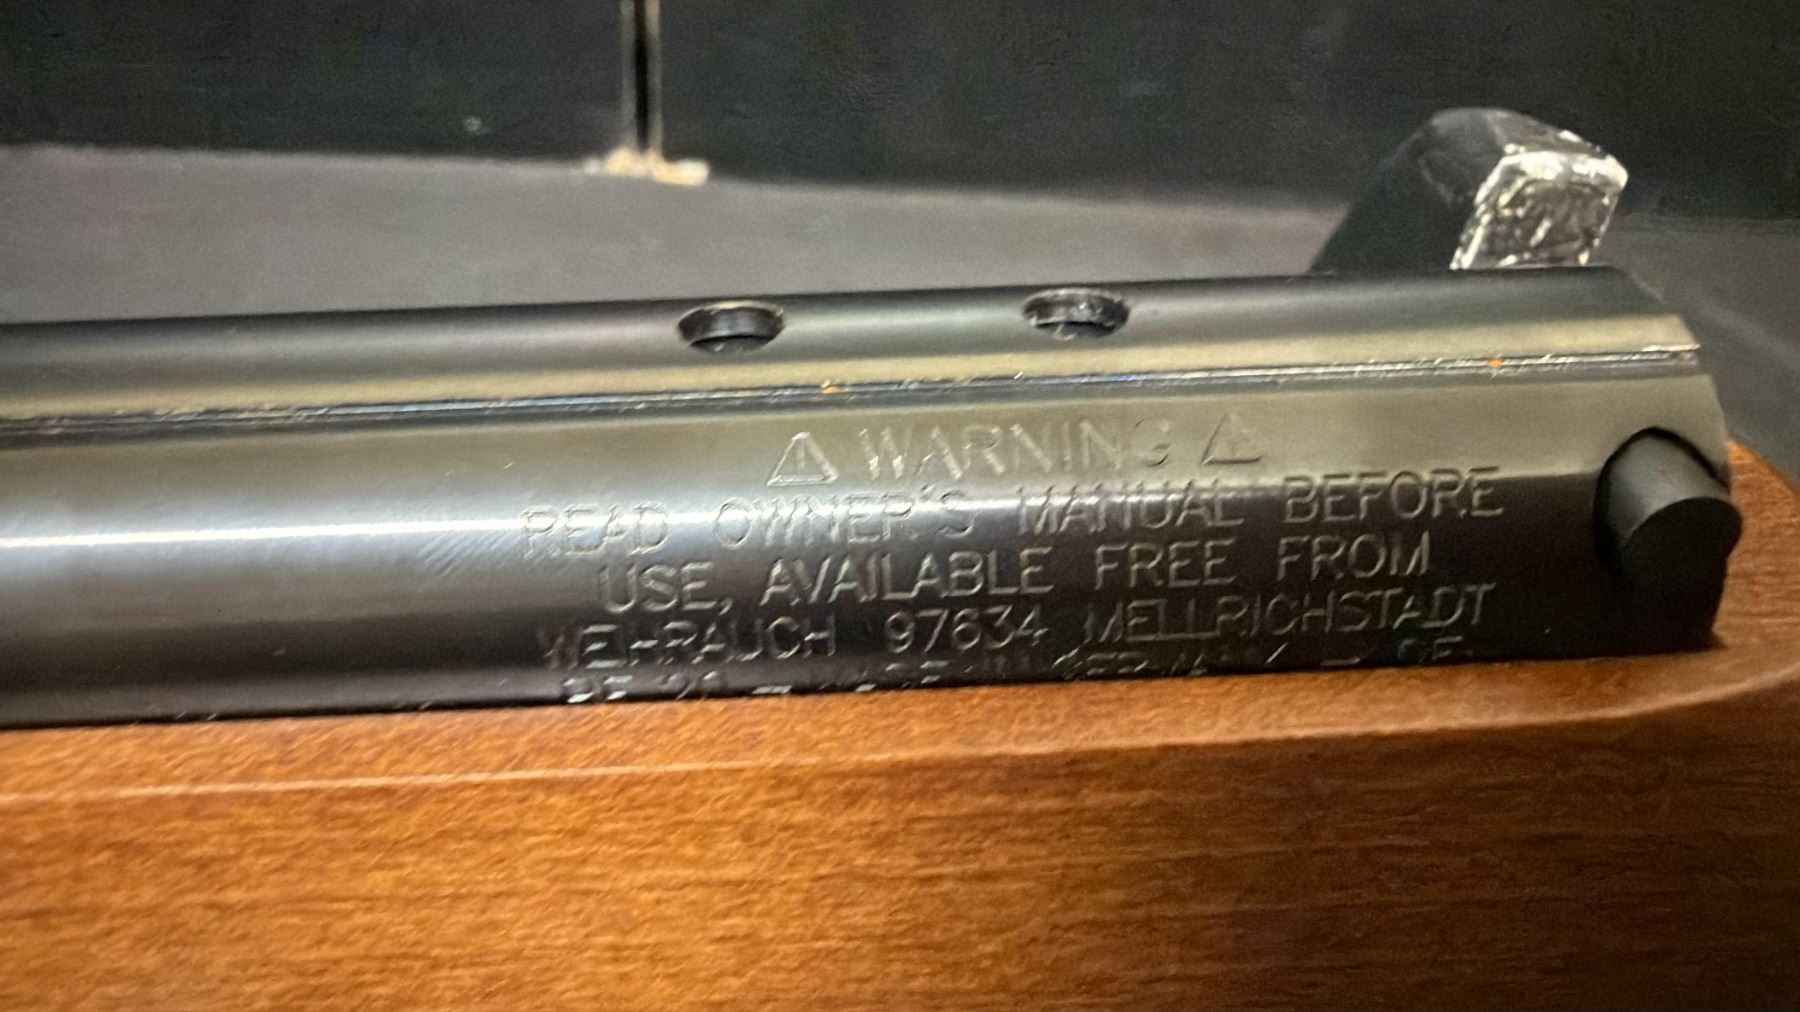 ⚠ WARNING ⚠
READ OWNER'S MANUAL BEFORE
USE, AVAILABLE FREE FROM
WEIHRAUCH 97634 MELLRICHSTADT